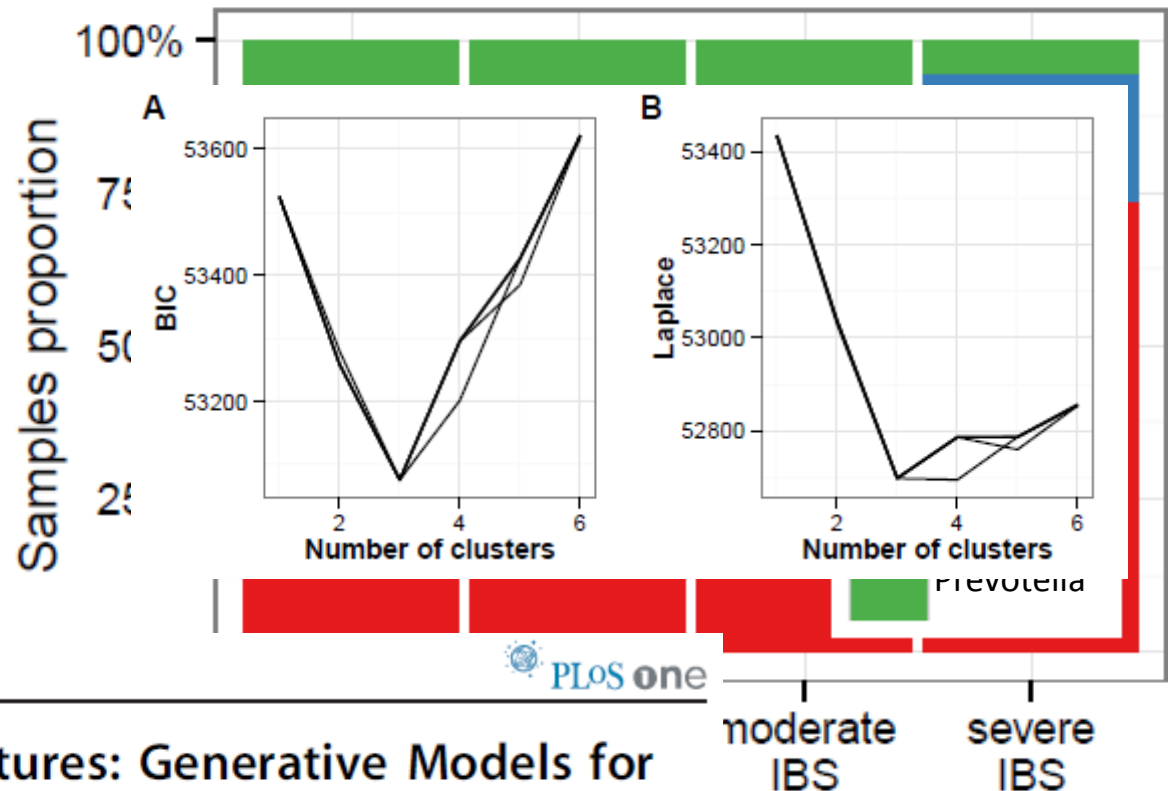 100%
Samples proportion
A
BIC
53600
53400
53200
2 4 6
Number of clusters
B
Laplace
53400
53200
53000
52800
2 4 6
Number of clusters
Prevotella
PLoS one
tures: Generative Models for
moderate
IBS
severe
IBS